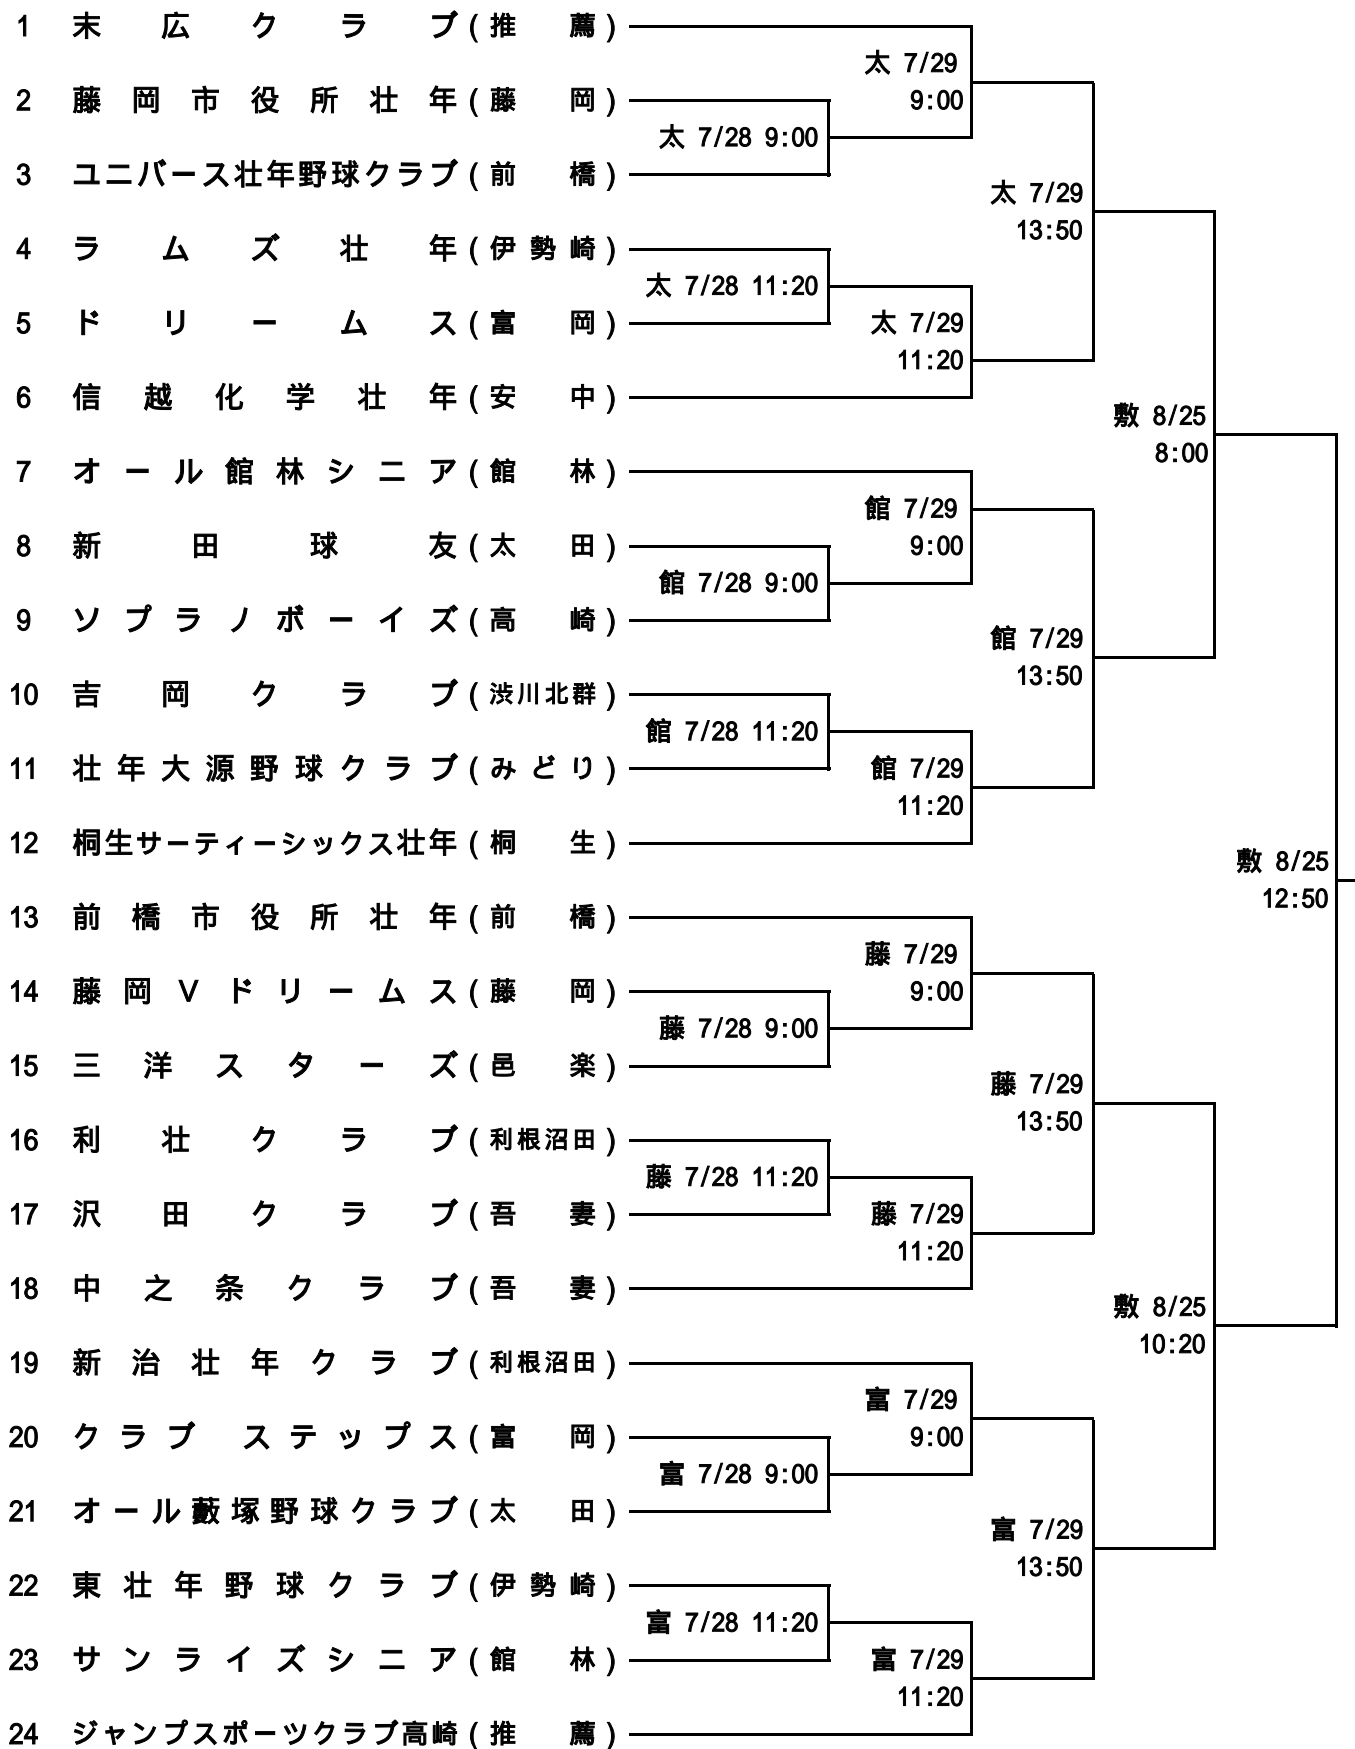 1 末広クラブ(推薦)
太 7/29
2 藤岡市役所壮年(藤岡)
9:00
太 7/28 9:00
3 ユニバース壮年野球クラブ(前橋)
太 7/29
13:50
4 ラムズ壮年(伊勢崎)
太 7/28 11:20
5 ドリームス(富岡)
太 7/29
11:20
6 信越化学壮年(安中)
敷 8/25
8:00
7 オール館林シニア(館林)
館 7/29
9:00
8 新田球友(太田)
館 7/28 9:00
9 ソプラノボーイズ(高崎)
館 7/29
13:50
10 吉岡クラブ(渋川北群)
館 7/28 11:20
11 壮年大源野球クラブ(みどり)
館 7/29
11:20
12 桐生サーティーシックス壮年(桐生)
敷 8/25
12:50
13 前橋市役所壮年(前橋)
藤 7/29
9:00
14 藤岡Vドリームス(藤岡)
藤 7/28 9:00
15 三洋スターズ(邑楽)
藤 7/29
13:50
16 利壮クラブ(利根沼田)
藤 7/28 11:20
17 沢田クラブ(吾妻)
藤 7/29
11:20
18 中之条クラブ(吾妻)
敷 8/25
10:20
19 新治壮年クラブ(利根沼田)
富 7/29
9:00
20 クラブ ステップス(富岡)
富 7/28 9:00
21 オール藪塚野球クラブ(太田)
富 7/29
13:50
22 東壮年野球クラブ(伊勢崎)
富 7/28 11:20
23 サンライズシニア(館林)
富 7/29
11:20
24 ジャンプスポーツクラブ高崎(推薦)